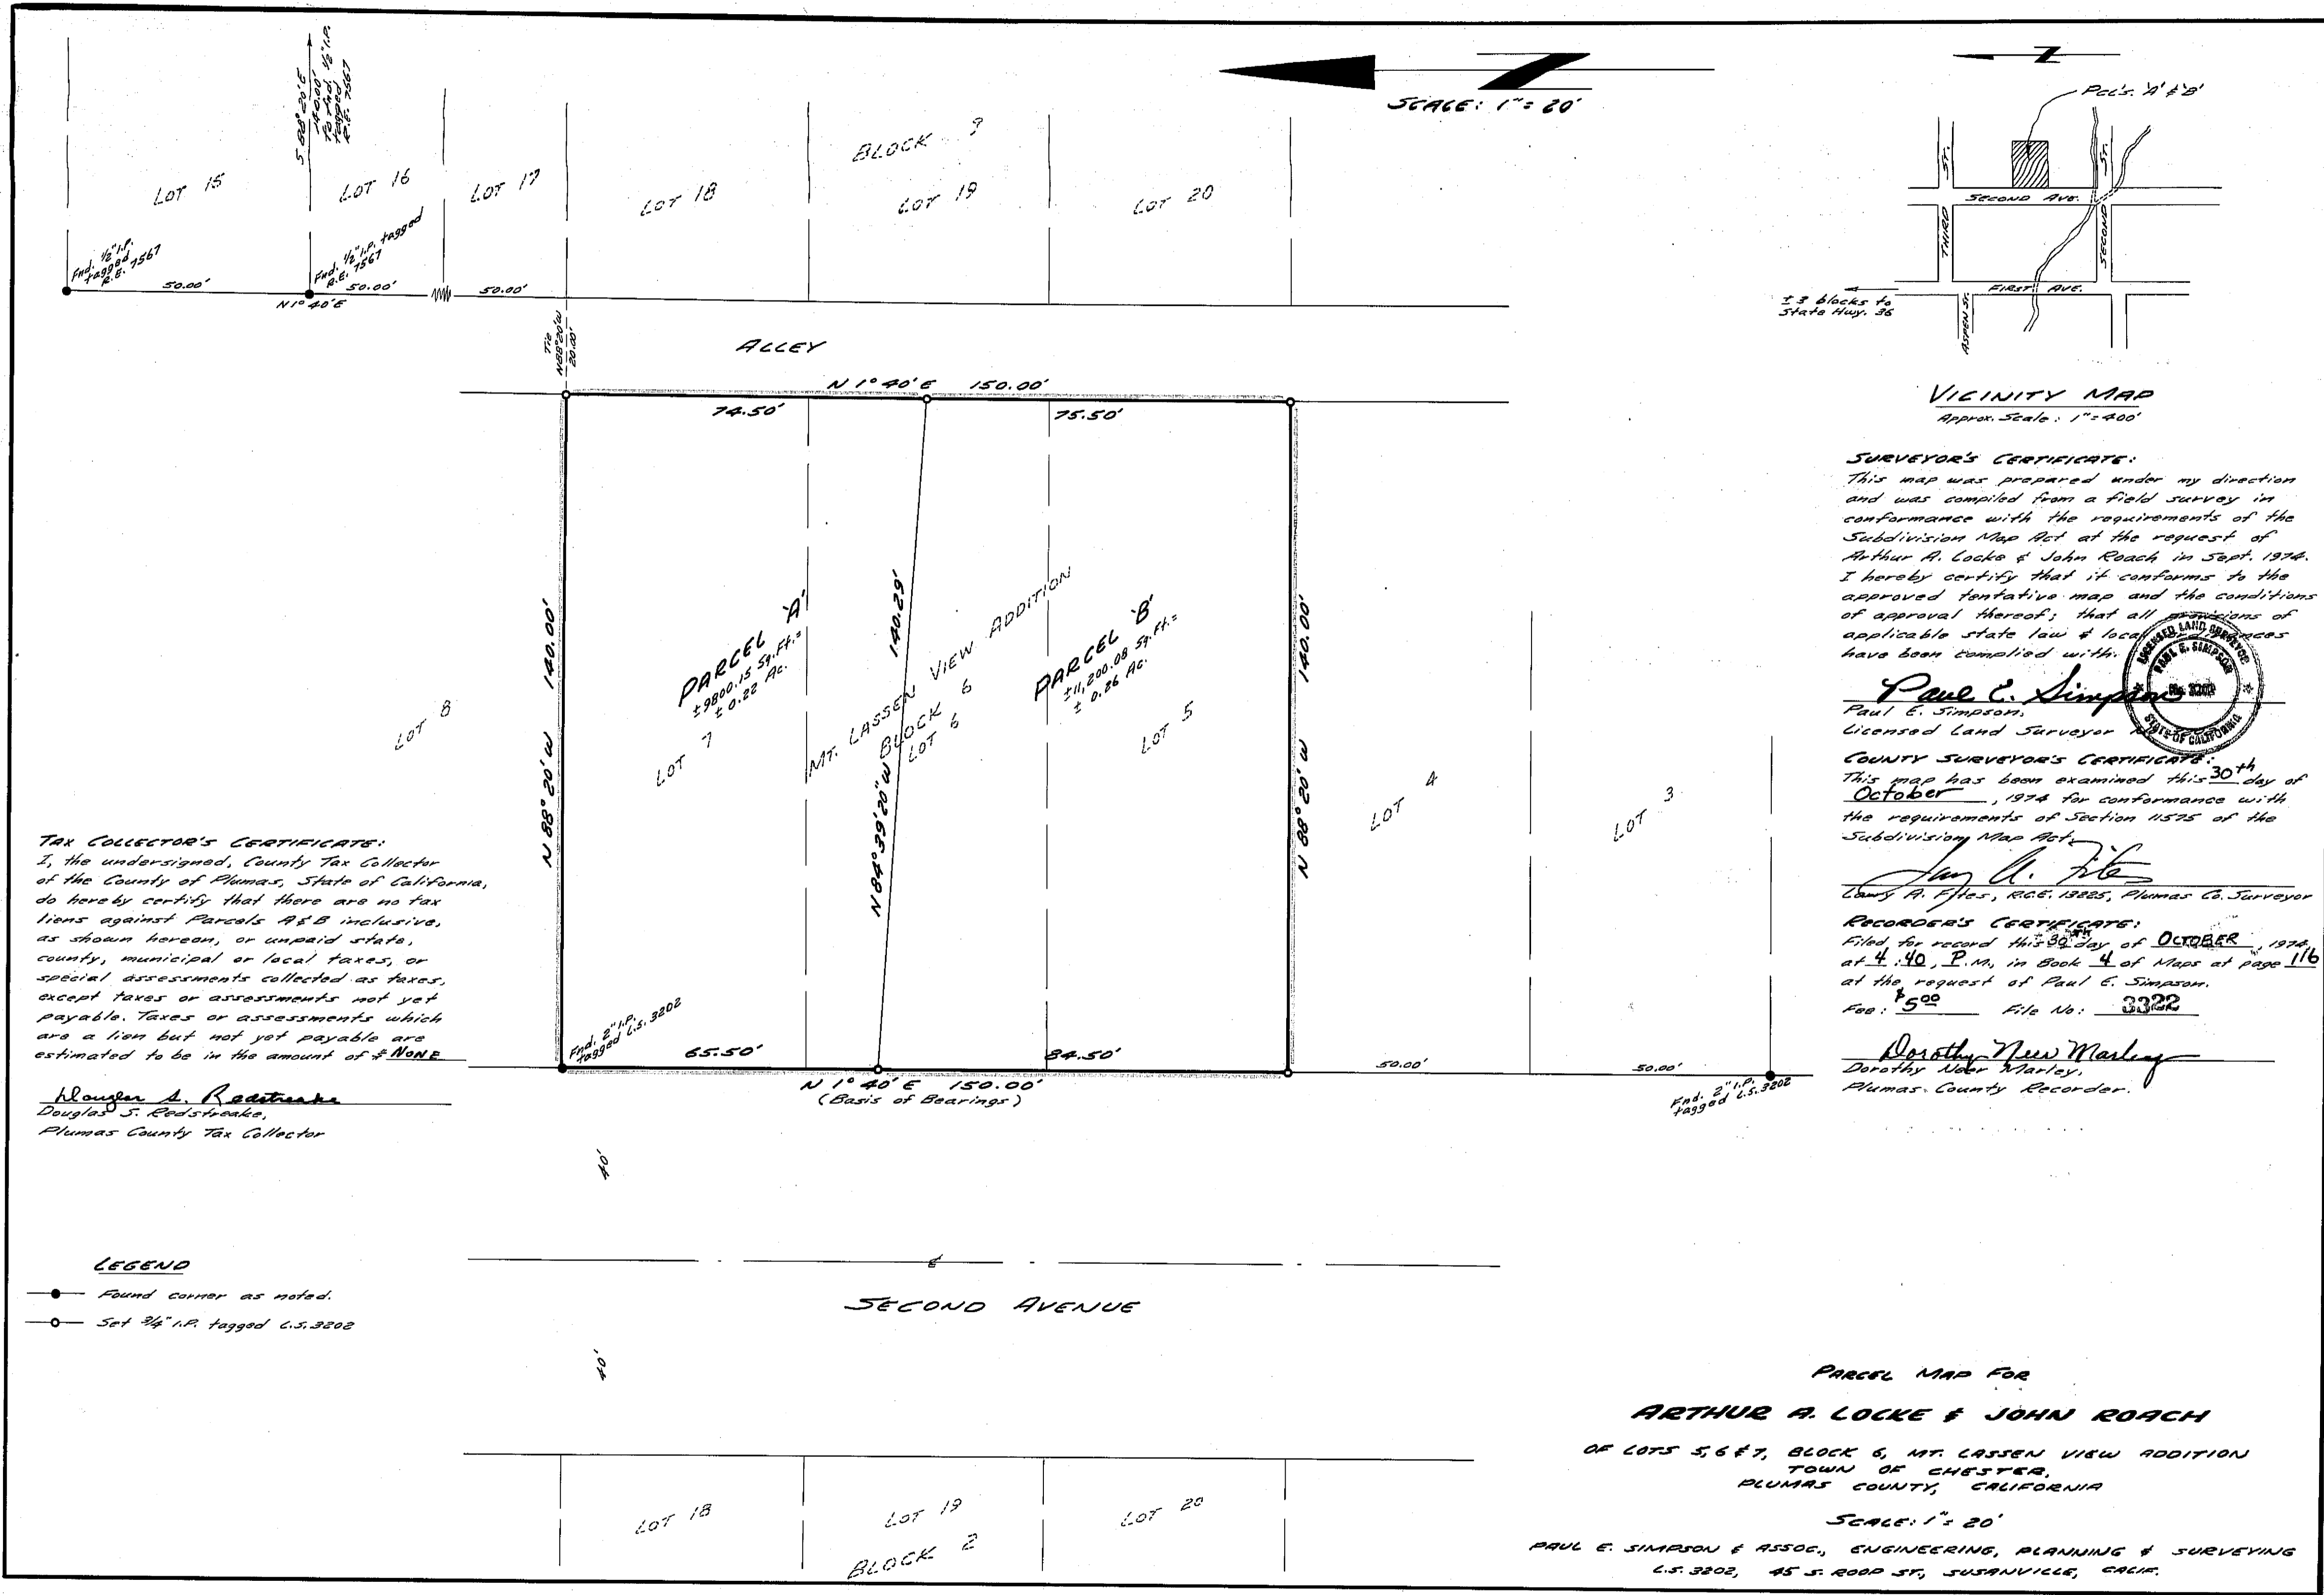 S 88°20'E
140.00'
To fnd. 1/2" I.P.
tagged
R.E. 7567
LOT 15
LOT 16
LOT 17
LOT 18
BLOCK 9
LOT 19
LOT 20
Fnd. 1/2" I.P.
tagged
R.E. 7567
50.00'
Fnd. 1/2" I.P. tagged
R.E. 7567
50.00'
50.00'
N 1° 40' E
SCALE: 1" = 20'
Tie
N88°20'W
20.00'
ALLEY
N 1° 40' E 150.00'
74.50'
75.50'
N 88° 20' W 140.00'
PARCEL 'A'
±9800.15 Sq. Ft. =
± 0.22 Ac.
LOT 7
N 84° 39' 20" W 140.29'
MT. LASSEN VIEW ADDITION
BLOCK 6
LOT 6
PARCEL 'B'
±11,200.08 Sq. Ft. =
± 0.26 Ac.
LOT 5
N 88° 20' W 140.00'
LOT 8
LOT 4
LOT 3
Fnd. 2" I.P.
tagged L.S. 3202
65.50'
84.50'
N 1° 40' E 150.00'
(Basis of Bearings)
50.00'
50.00'
Fnd. 2" I.P.
tagged L.S. 3202
40'
℄
SECOND AVENUE
40'
LOT 18
LOT 19
BLOCK 2
LOT 20
TAX COLLECTOR'S CERTIFICATE:
I, the undersigned, County Tax Collector
of the County of Plumas, State of California,
do hereby certify that there are no tax
liens against Parcels A & B inclusive,
as shown hereon, or unpaid state,
county, municipal or local taxes, or
special assessments collected as taxes,
except taxes or assessments not yet
payable. Taxes or assessments which
are a lien but not yet payable are
estimated to be in the amount of $ NONE
Douglas S. Redstreake
Douglas S. Redstreake,
Plumas County Tax Collector
LEGEND
Found corner as noted.
Set 3/4" I.P. tagged L.S. 3202
Pcl's. 'A' & 'B'
ST.
ST.
SECOND AVE.
THIRD
SECOND
FIRST AVE.
± 3 blocks to
State Hwy. 36
ASPEN ST.
VICINITY MAP
Approx. Scale: 1" = 400'
SURVEYOR'S CERTIFICATE:
This map was prepared under my direction
and was compiled from a field survey in
conformance with the requirements of the
Subdivision Map Act at the request of
Arthur A. Locke & John Roach in Sept. 1974.
I hereby certify that it conforms to the
approved tentative map and the conditions
of approval thereof; that all provisions of
applicable state law & local
have been complied with.
Paul E. Simpson
Paul E. Simpson,
Licensed Land Surveyor
LICENSED LAND SURVEYOR
PAUL E. SIMPSON
No. 3202
STATE OF CALIFORNIA
COUNTY SURVEYOR'S CERTIFICATE:
This map has been examined this 30th day of
October, 1974 for conformance with
the requirements of Section 11575 of the
Subdivision Map Act.
Larry A. Fites, R.C.E. 13225, Plumas Co. Surveyor
RECORDER'S CERTIFICATE:
Filed for record this 30th day of OCTOBER, 1974,
at 4:40, P.M., in Book 4 of Maps at page 116
at the request of Paul E. Simpson.
Fee: $5.00 File No: 3322
Dorothy Neer Marley
Dorothy Neer Marley,
Plumas County Recorder.
PARCEL MAP FOR
ARTHUR A. LOCKE & JOHN ROACH
OF LOTS 5, 6 & 7, BLOCK 6, MT. LASSEN VIEW ADDITION
TOWN OF CHESTER,
PLUMAS COUNTY, CALIFORNIA
SCALE: 1" = 20'
PAUL E. SIMPSON & ASSOC., ENGINEERING, PLANNING & SURVEYING
L.S. 3202, 45 S. ROOP ST., SUSANVILLE, CALIF.